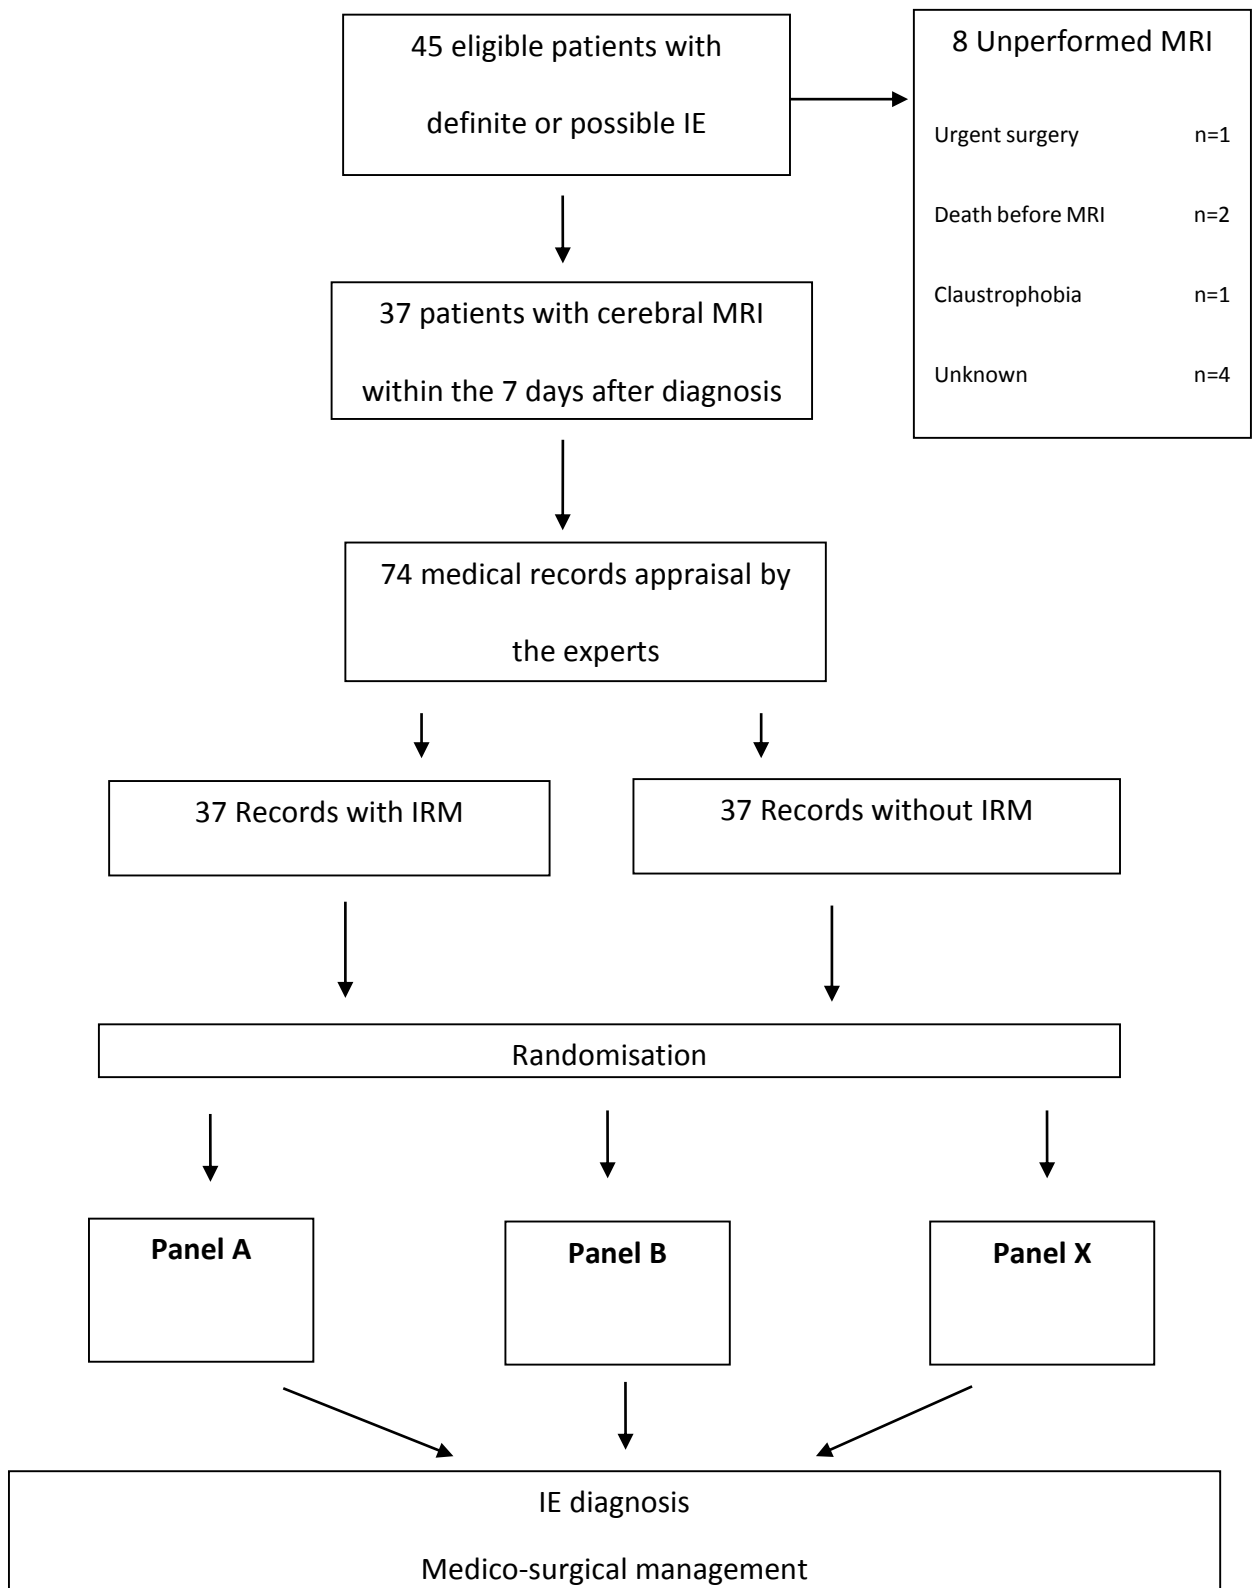 45 eligible patients with
definite or possible IE
8 Unperformed MRI
Urgent surgery n=1
Death before MRI n=2
Claustrophobia n=1
Unknown n=4
37 patients with cerebral MRI
within the 7 days after diagnosis
74 medical records appraisal by
the experts
37 Records with IRM
37 Records without IRM
Randomisation
Panel A
Panel B
Panel X
IE diagnosis
Medico-surgical management